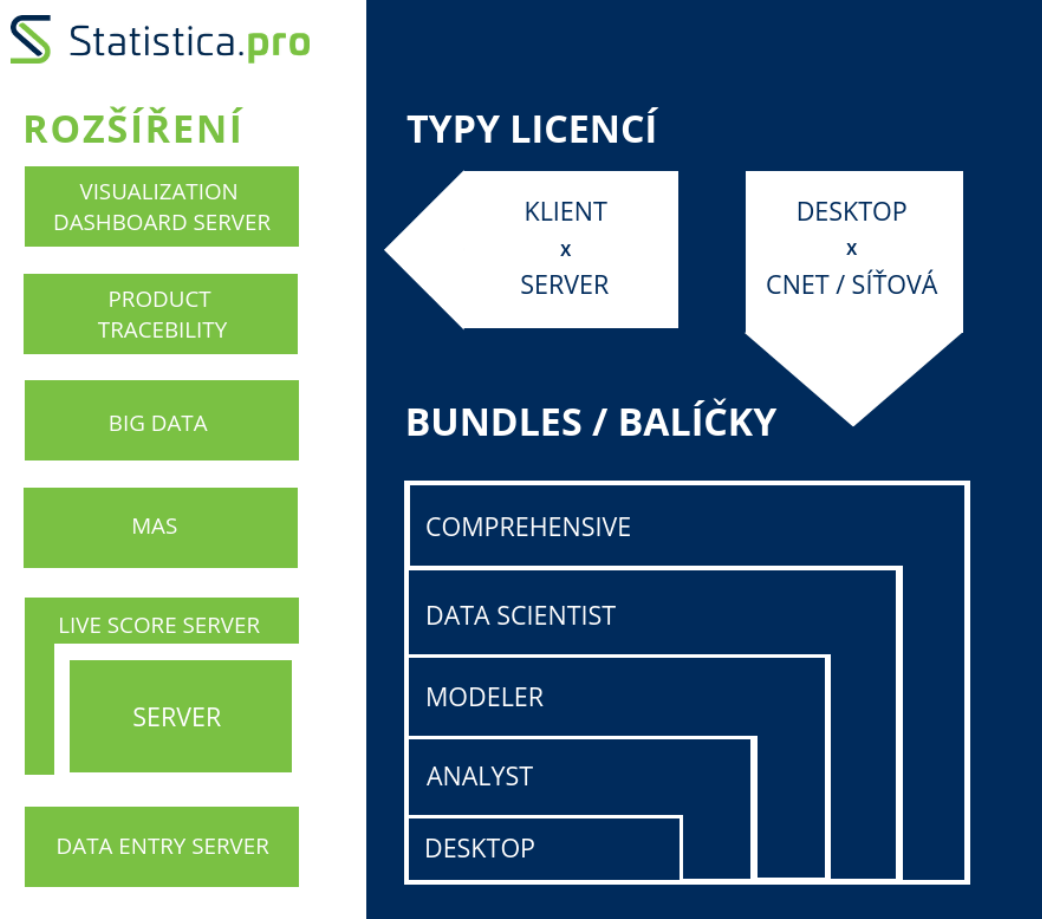 Statistica.pro
ROZŠÍŘENÍ
VISUALIZATION
DASHBOARD SERVER
PRODUCT
TRACEBILITY
BIG DATA
MAS
LIVE SCORE SERVER
SERVER
DATA ENTRY SERVER
TYPY LICENCÍ
KLIENT
x
SERVER
DESKTOP
x
CNET / SÍŤOVÁ
BUNDLES / BALÍČKY
COMPREHENSIVE
DATA SCIENTIST
MODELER
ANALYST
DESKTOP